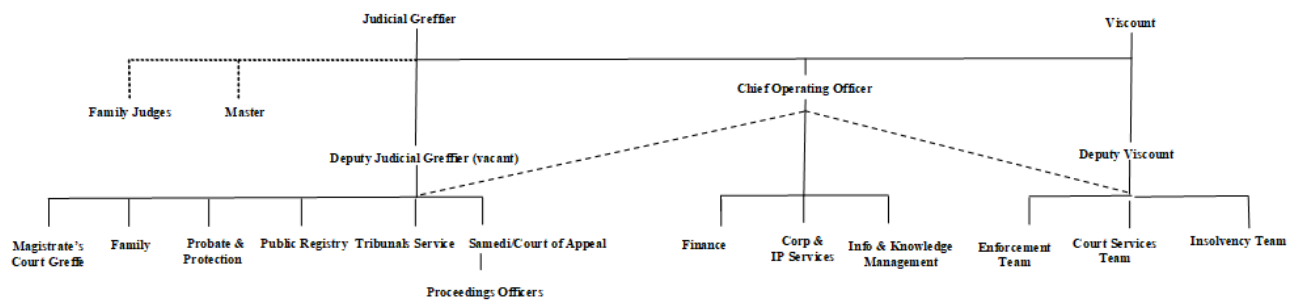 Judicial Greffier
Viscount
Chief Operating Officer
Family Judges
Master
Deputy Judicial Greffier (vacant)
Deputy Viscount
Magistrate's
Court Greffe
Family
Probate &
Protection
Public Registry
Tribunals Service
Samedi/Court of Appeal
Proceedings Officers
Finance
Corp &
IP Services
Info & Knowledge
Management
Enforcement
Team
Court Services
Team
Insolvency Team